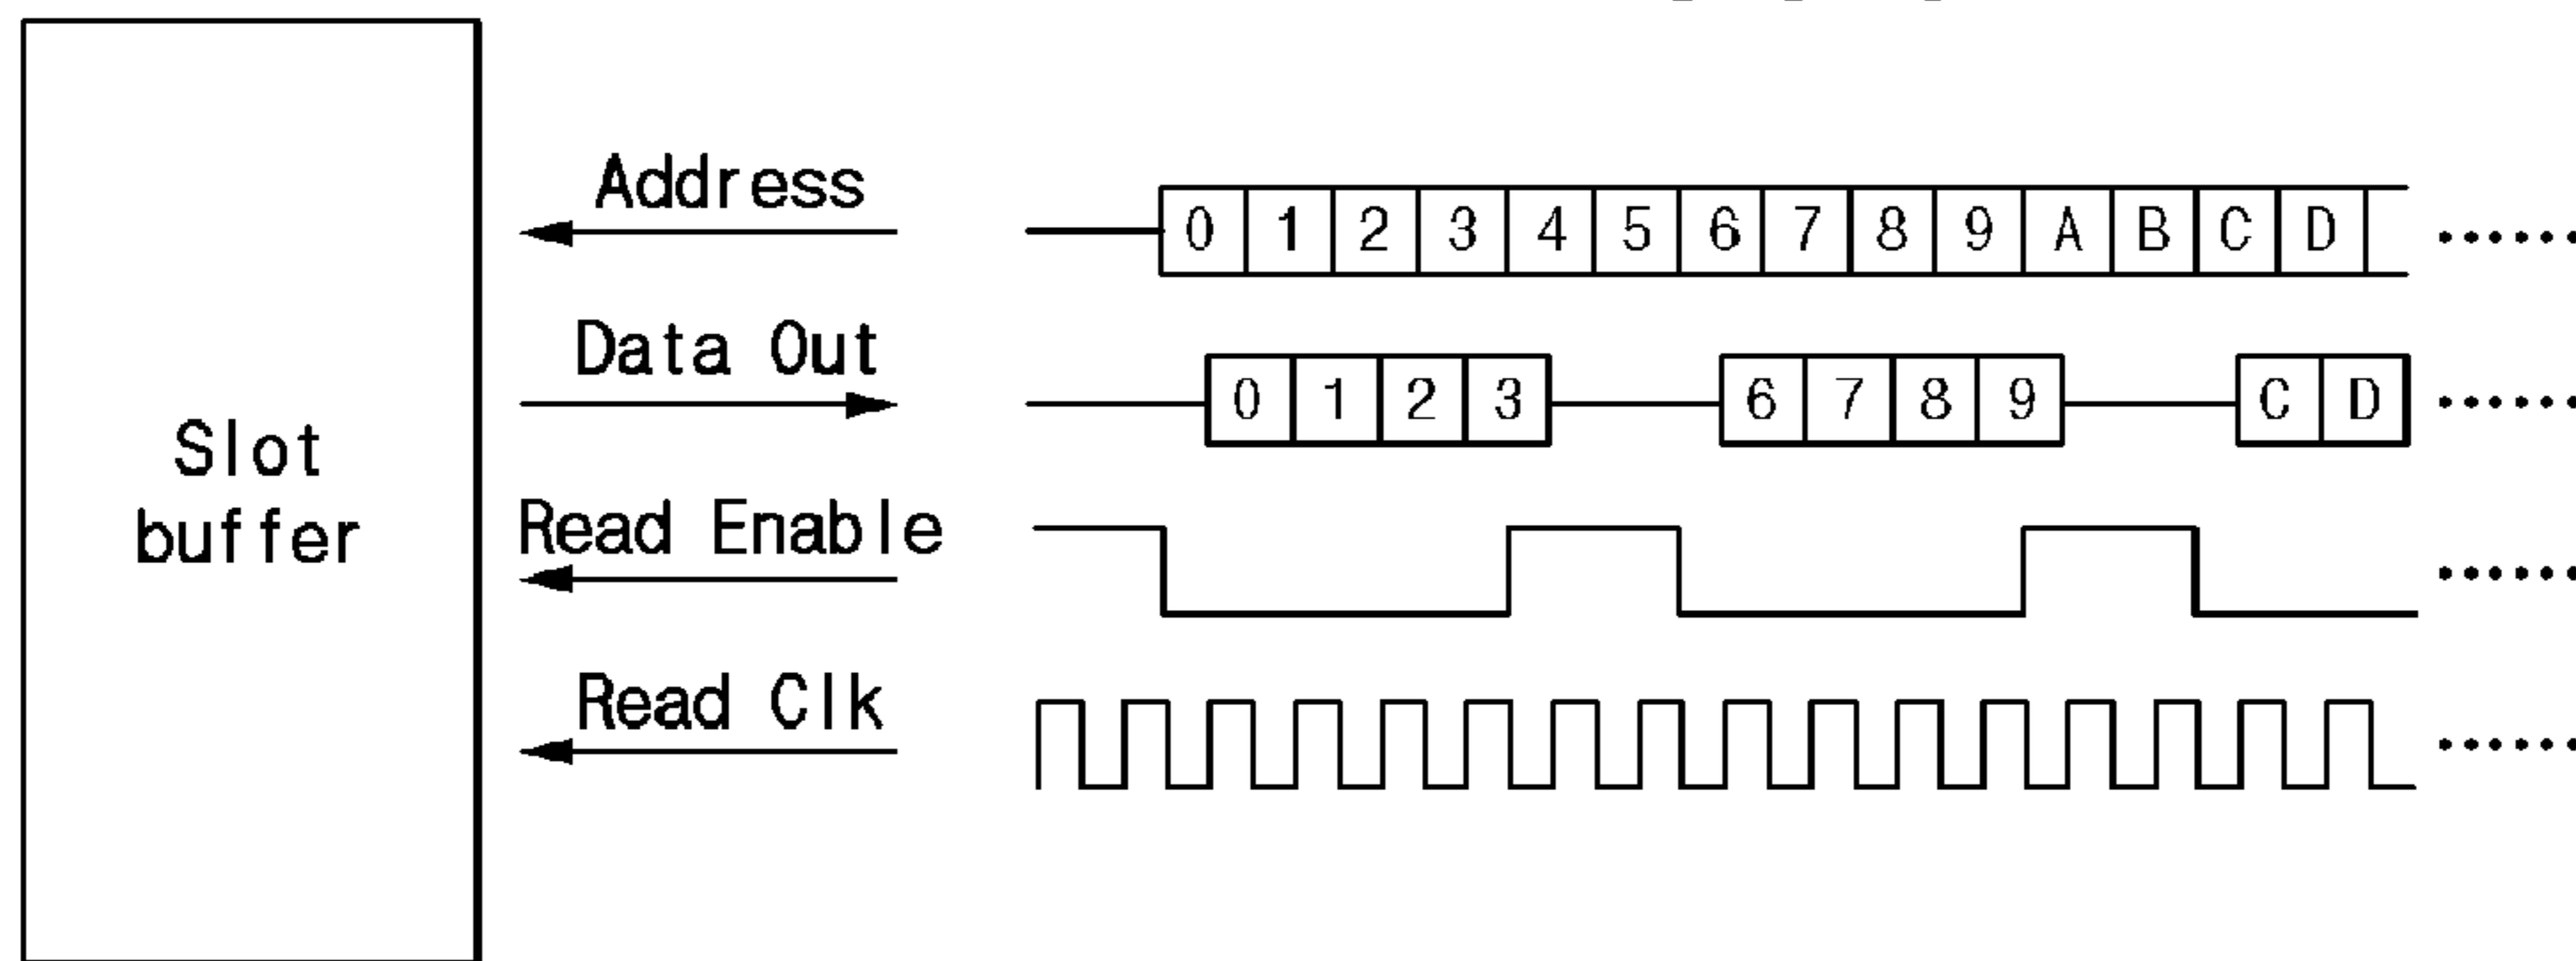 Address
0 1 2 3 4 5 6 7 8 9 A B C D
Data Out
0 1 2 3 6 7 8 9 C D
Slot
buffer
Read Enable
Read Clk